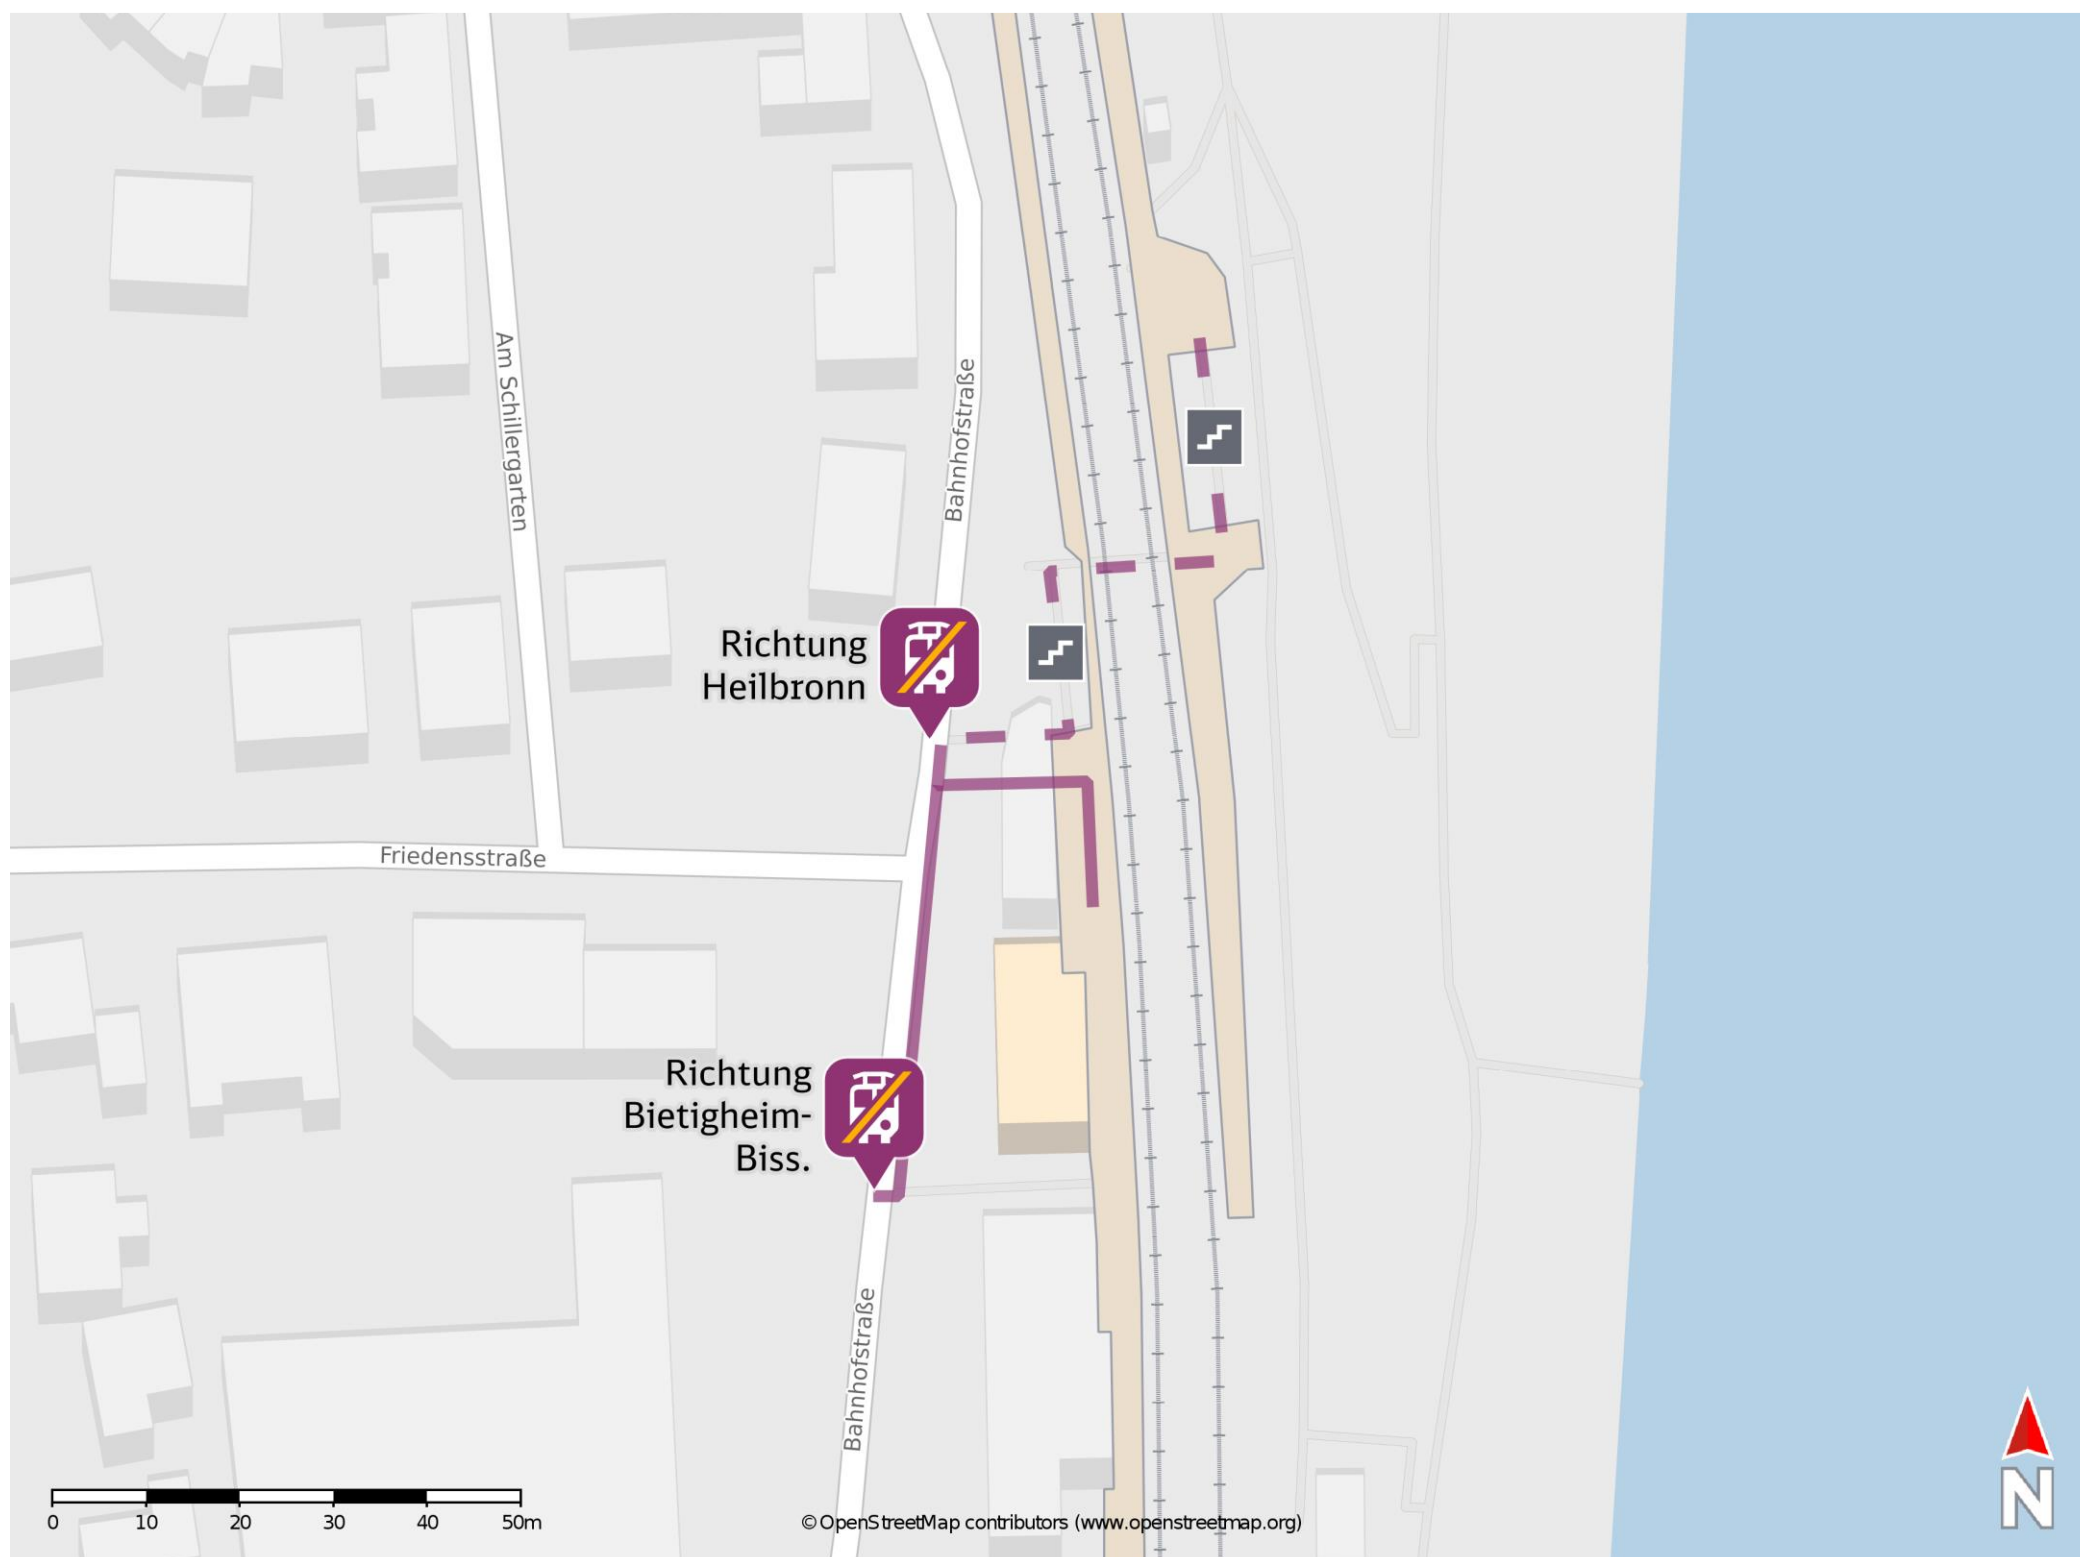 Am Schillergarten
Bahnhofstraße
Richtung
Heilbronn
Friedensstraße
Richtung
Bietigheim-
Biss.
Bahnhofstraße
0 10 20 30 40 50m
© OpenStreetMap contributors (www.openstreetmap.org)
N